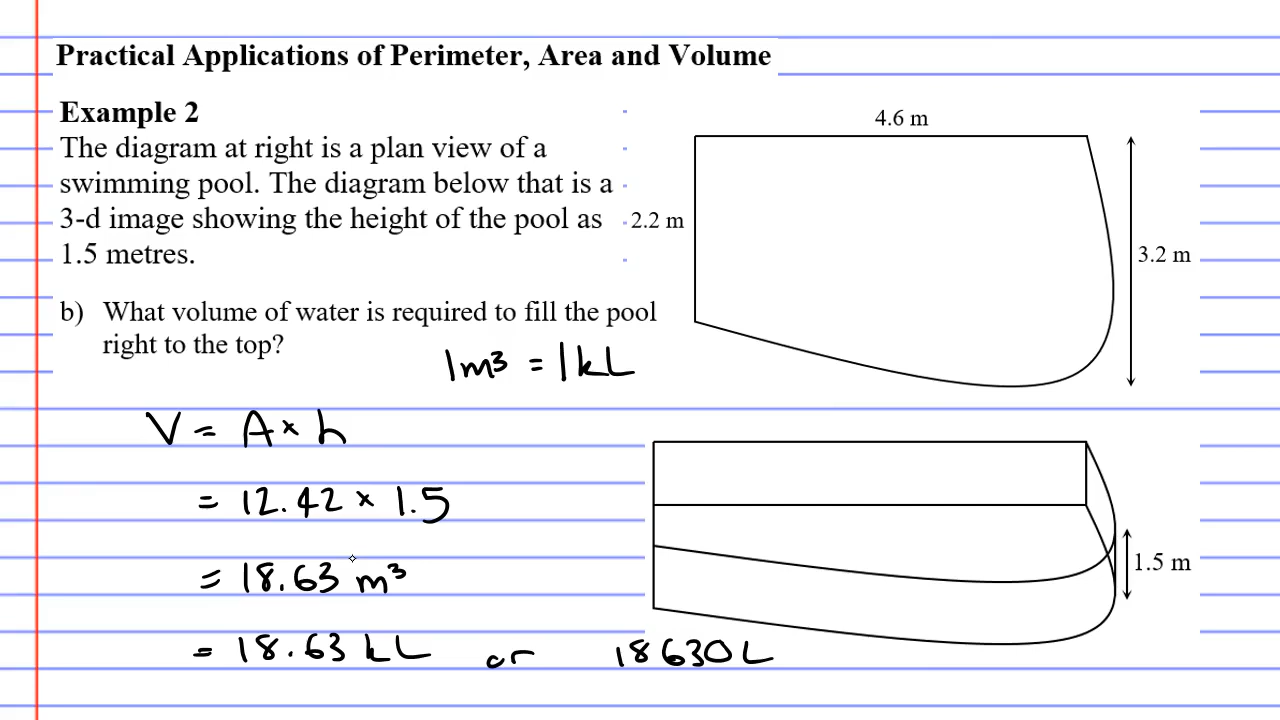 Practical Applications of Perimeter, Area and Volume
Example 2
The diagram at right is a plan view of a
swimming pool. The diagram below that is a
3-d image showing the height of the pool as
1.5 metres.
b) What volume of water is required to fill the pool
right to the top?
1m³ = 1kL
V = A × h
= 12.42 × 1.5
= 18.63 m³
= 18.63 kL or 18630L
4.6 m
2.2 m
3.2 m
1.5 m